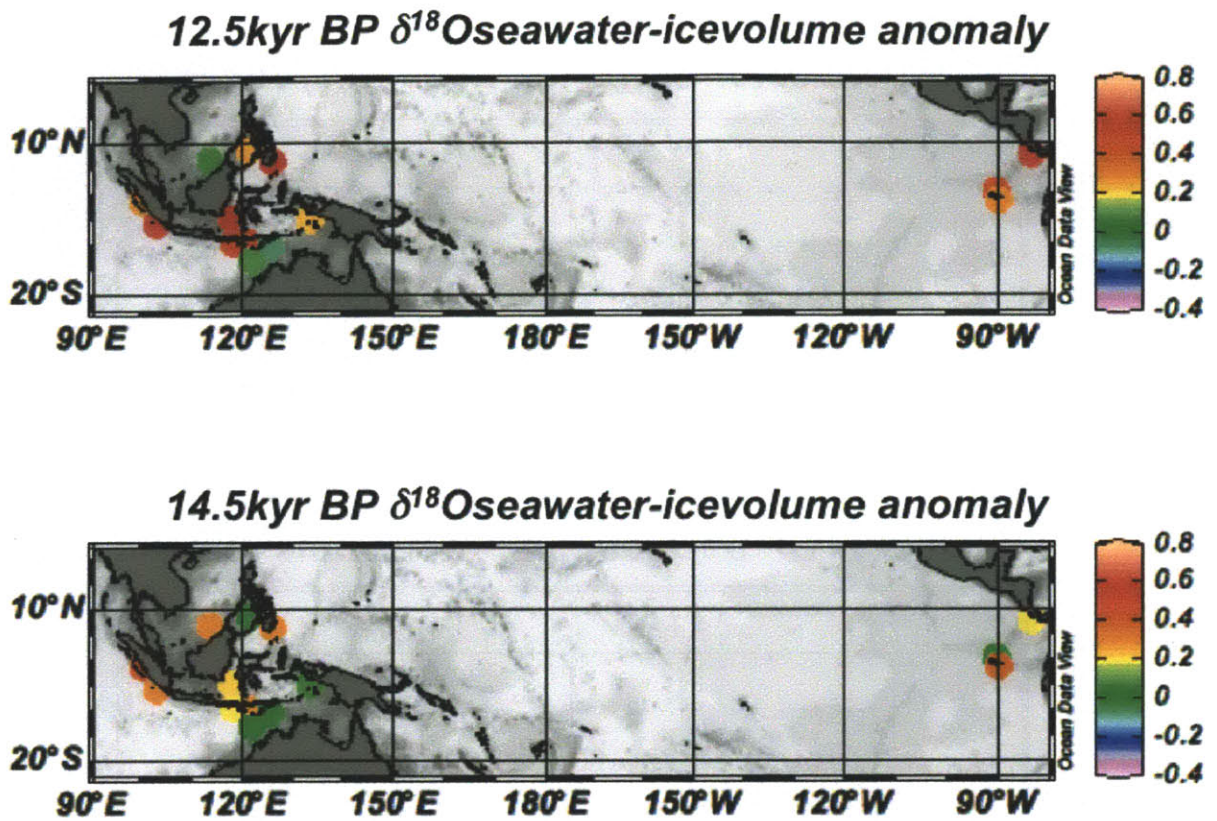 12.5kyr BP δ¹⁸Oseawater-icevolume anomaly
10°N
20°S
90°E 120°E 150°E 180°E 150°W 120°W 90°W
Ocean Data View
0.8
0.6
0.4
0.2
0
-0.2
-0.4
14.5kyr BP δ¹⁸Oseawater-icevolume anomaly
10°N
20°S
90°E 120°E 150°E 180°E 150°W 120°W 90°W
Ocean Data View
0.8
0.6
0.4
0.2
0
-0.2
-0.4